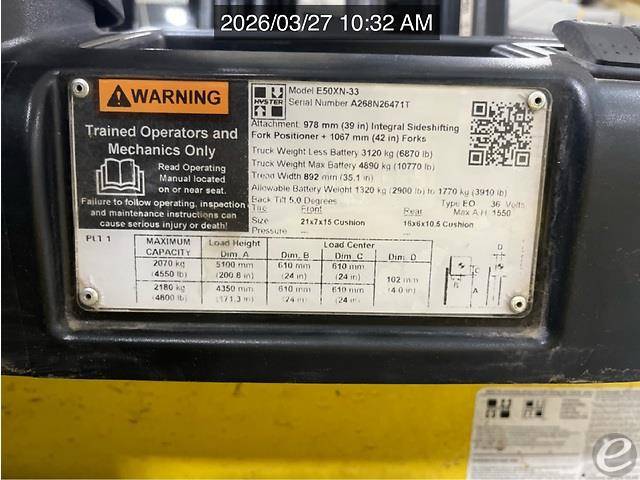 2026/03/27 10:32 AM
WARNING
Trained Operators and
Mechanics Only
Read Operating
Manual located
on or near seat.
Failure to follow operating, inspection
and maintenance instructions can
cause serious injury or death!
HYSTER
Model E50XN-33
Serial Number A268N26471T
Attachment: 978 mm (39 in) Integral Sideshifting
Fork Positioner + 1067 mm (42 in) Forks
Truck Weight Less Battery 3120 kg (6870 lb)
Truck Weight Max Battery 4890 kg (10770 lb)
Tread Width 892 mm (35.1 in)
Allowable Battery Weight 1320 kg (2900 lb) to 1770 kg (3910 lb)
Back Tilt 5.0 Degrees Type EO 36 Volts
Tire Front Rear Max A.H. 1550
Size 21x7x15 Cushion 16x6x10.5 Cushion
Pressure --- ---
Pt.1 1
MAXIMUM CAPACITY Load Height Dim. A Load Center Dim. B Dim. C Dim. D
2070 kg 5100 mm 610 mm 610 mm
(4550 lb) (200.8 in) (24 in) (24 in)
102 mm
(4.0 in)
2180 kg 4350 mm 610 mm 610 mm
(4800 lb) (171.3 in) (24 in) (24 in)
D
C
B
A
e